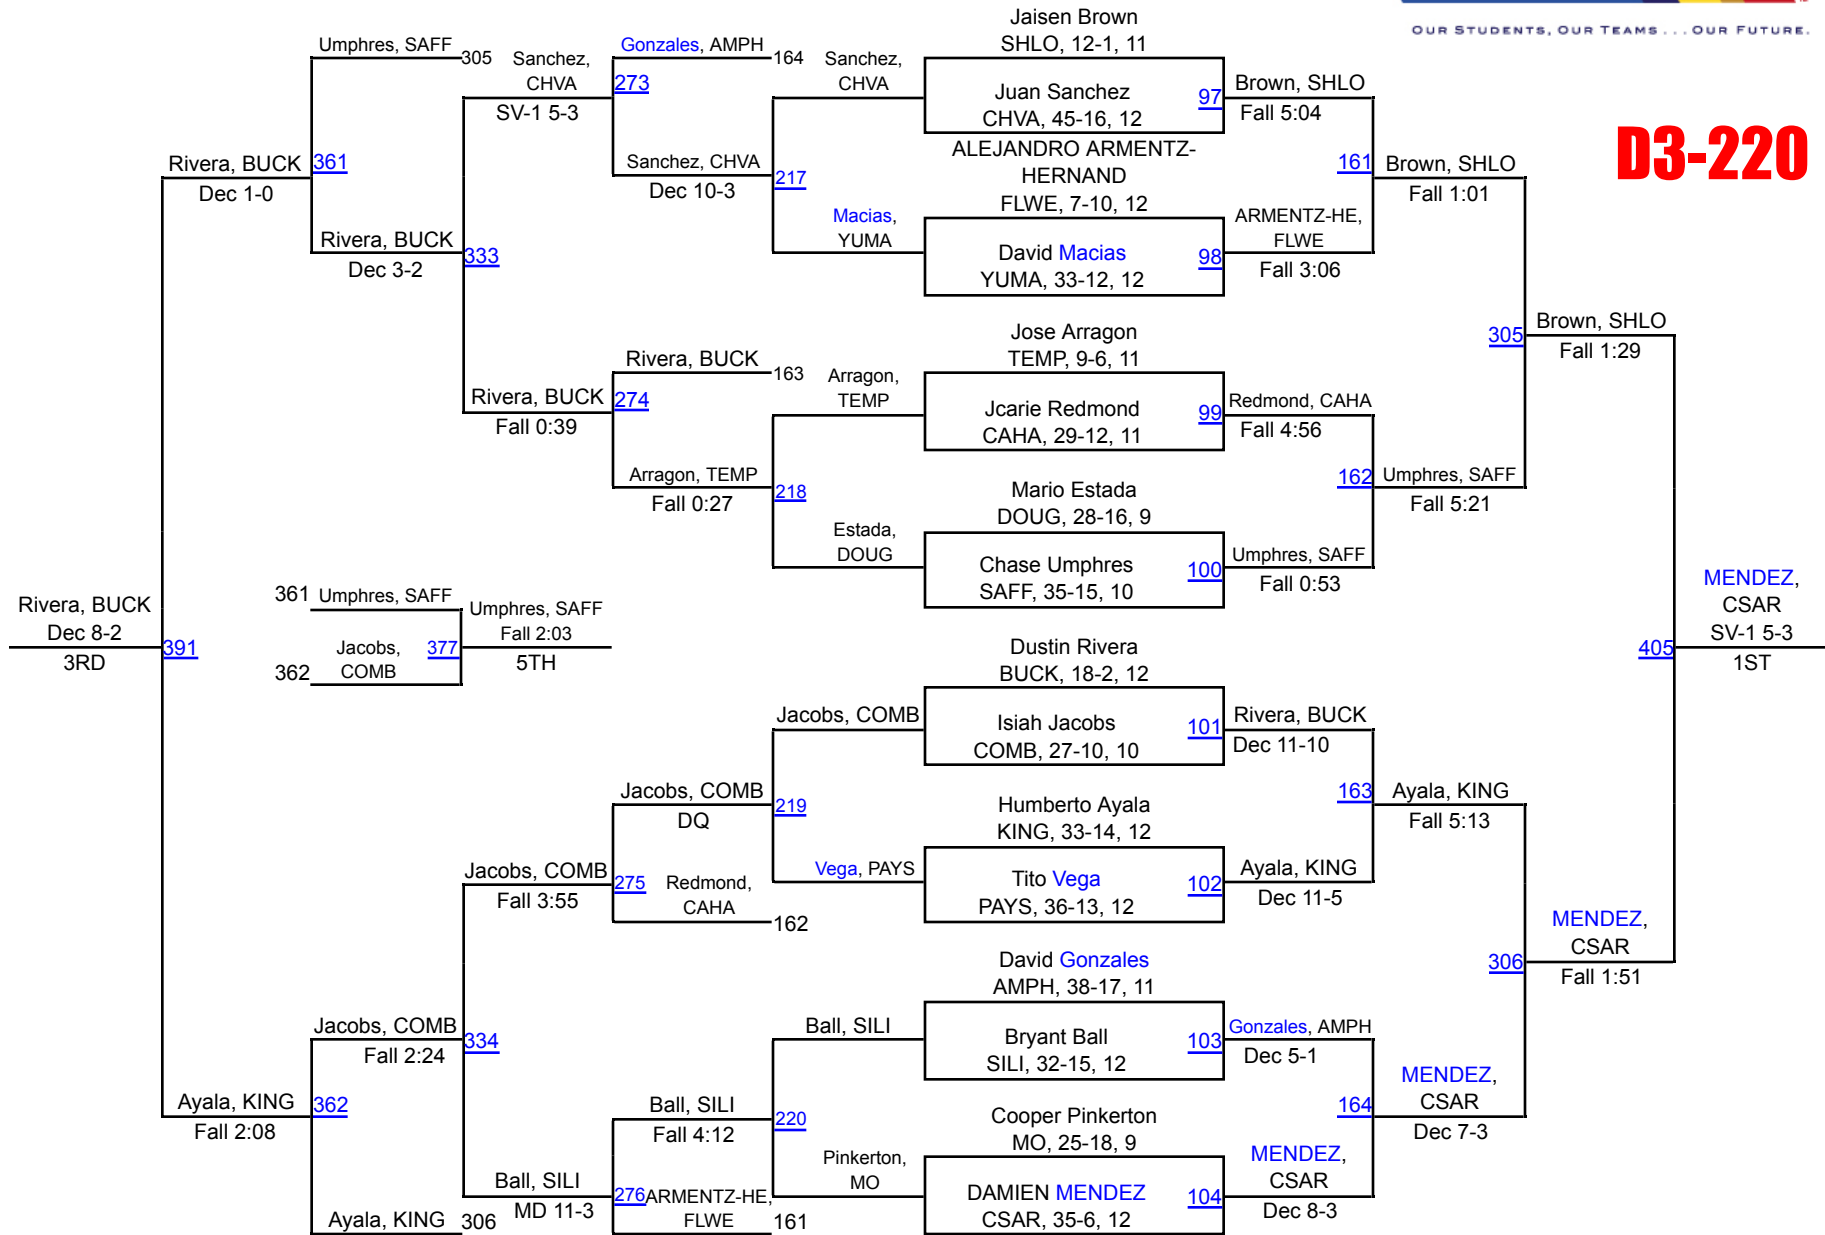 OUR STUDENTS, OUR TEAMS . . . OUR FUTURE.
D3-220
Jaisen Brown
SHLO, 12-1, 11
Juan Sanchez
CHVA, 45-16, 12
97
ALEJANDRO ARMENTZ-
HERNAND
FLWE, 7-10, 12
David Macias
YUMA, 33-12, 12
98
Jose Arragon
TEMP, 9-6, 11
Jcarie Redmond
CAHA, 29-12, 11
99
Mario Estada
DOUG, 28-16, 9
Chase Umphres
SAFF, 35-15, 10
100
Dustin Rivera
BUCK, 18-2, 12
Isiah Jacobs
COMB, 27-10, 10
101
Humberto Ayala
KING, 33-14, 12
Tito Vega
PAYS, 36-13, 12
102
David Gonzales
AMPH, 38-17, 11
Bryant Ball
SILI, 32-15, 12
103
Cooper Pinkerton
MO, 25-18, 9
DAMIEN MENDEZ
CSAR, 35-6, 12
104
Brown, SHLO
Fall 5:04
161
ARMENTZ-HE,
FLWE
Fall 3:06
Redmond, CAHA
Fall 4:56
162
Umphres, SAFF
Fall 0:53
Rivera, BUCK
Dec 11-10
163
Ayala, KING
Dec 11-5
Gonzales, AMPH
Dec 5-1
164
MENDEZ,
CSAR
Dec 8-3
Brown, SHLO
Fall 1:01
305
Umphres, SAFF
Fall 5:21
Ayala, KING
Fall 5:13
306
MENDEZ,
CSAR
Dec 7-3
Brown, SHLO
Fall 1:29
405
MENDEZ,
CSAR
Fall 1:51
MENDEZ,
CSAR
SV-1 5-3
1ST
Sanchez,
CHVA
217
Macias,
YUMA
Arragon,
TEMP
218
Estada,
DOUG
Jacobs, COMB
219
Vega, PAYS
Ball, SILI
220
Pinkerton,
MO
Gonzales, AMPH
164
273
Sanchez, CHVA
Dec 10-3
Rivera, BUCK
163
274
Arragon, TEMP
Fall 0:27
Jacobs, COMB
DQ
275
Redmond,
CAHA
162
Ball, SILI
Fall 4:12
276
ARMENTZ-HE,
FLWE
161
Sanchez,
CHVA
SV-1 5-3
333
Rivera, BUCK
Fall 0:39
Jacobs, COMB
Fall 3:55
334
Ball, SILI
MD 11-3
Umphres, SAFF
305
361
Rivera, BUCK
Dec 3-2
Jacobs, COMB
Fall 2:24
362
Ayala, KING
306
Rivera, BUCK
Dec 1-0
391
Ayala, KING
Fall 2:08
Rivera, BUCK
Dec 8-2
3RD
361
Umphres, SAFF
377
362
Jacobs,
COMB
Umphres, SAFF
Fall 2:03
5TH